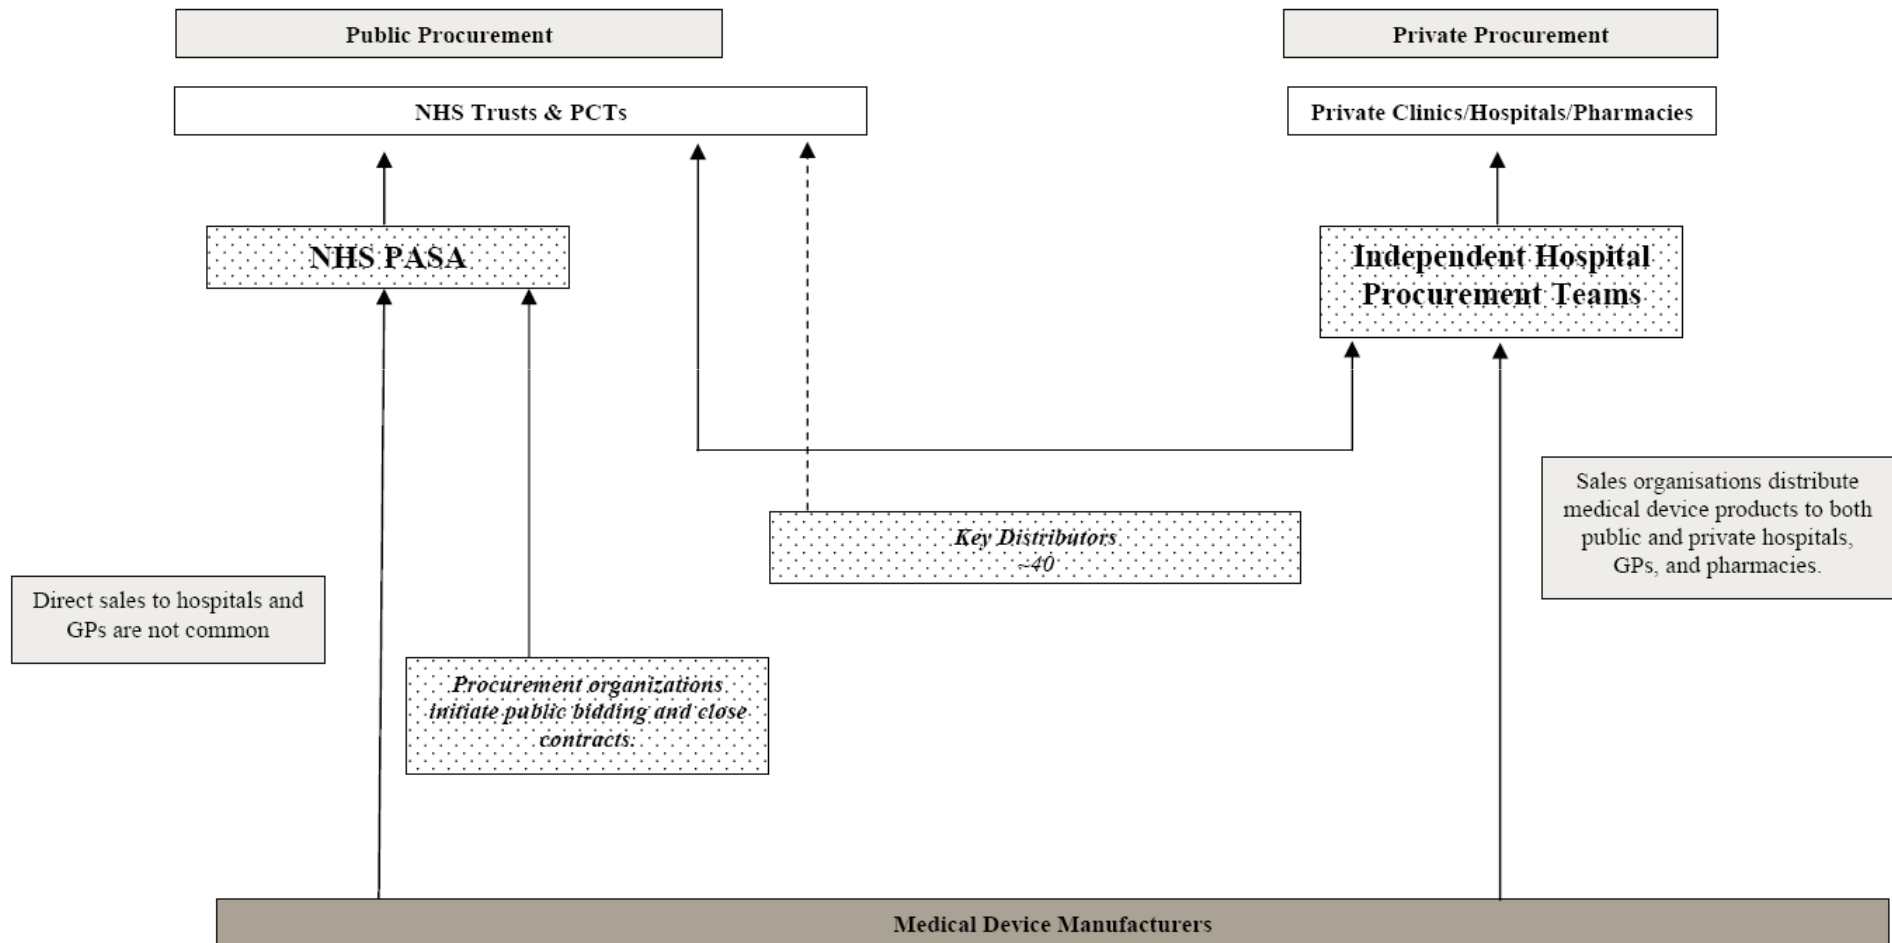 Public Procurement
Private Procurement
NHS Trusts & PCTs
Private Clinics/Hospitals/Pharmacies
NHS PASA
Independent Hospital
Procurement Teams
Sales organisations distribute
medical device products to both
public and private hospitals,
GPs, and pharmacies.
Key Distributors
~40
Direct sales to hospitals and
GPs are not common
Procurement organizations
initiate public bidding and close
contracts.
Medical Device Manufacturers